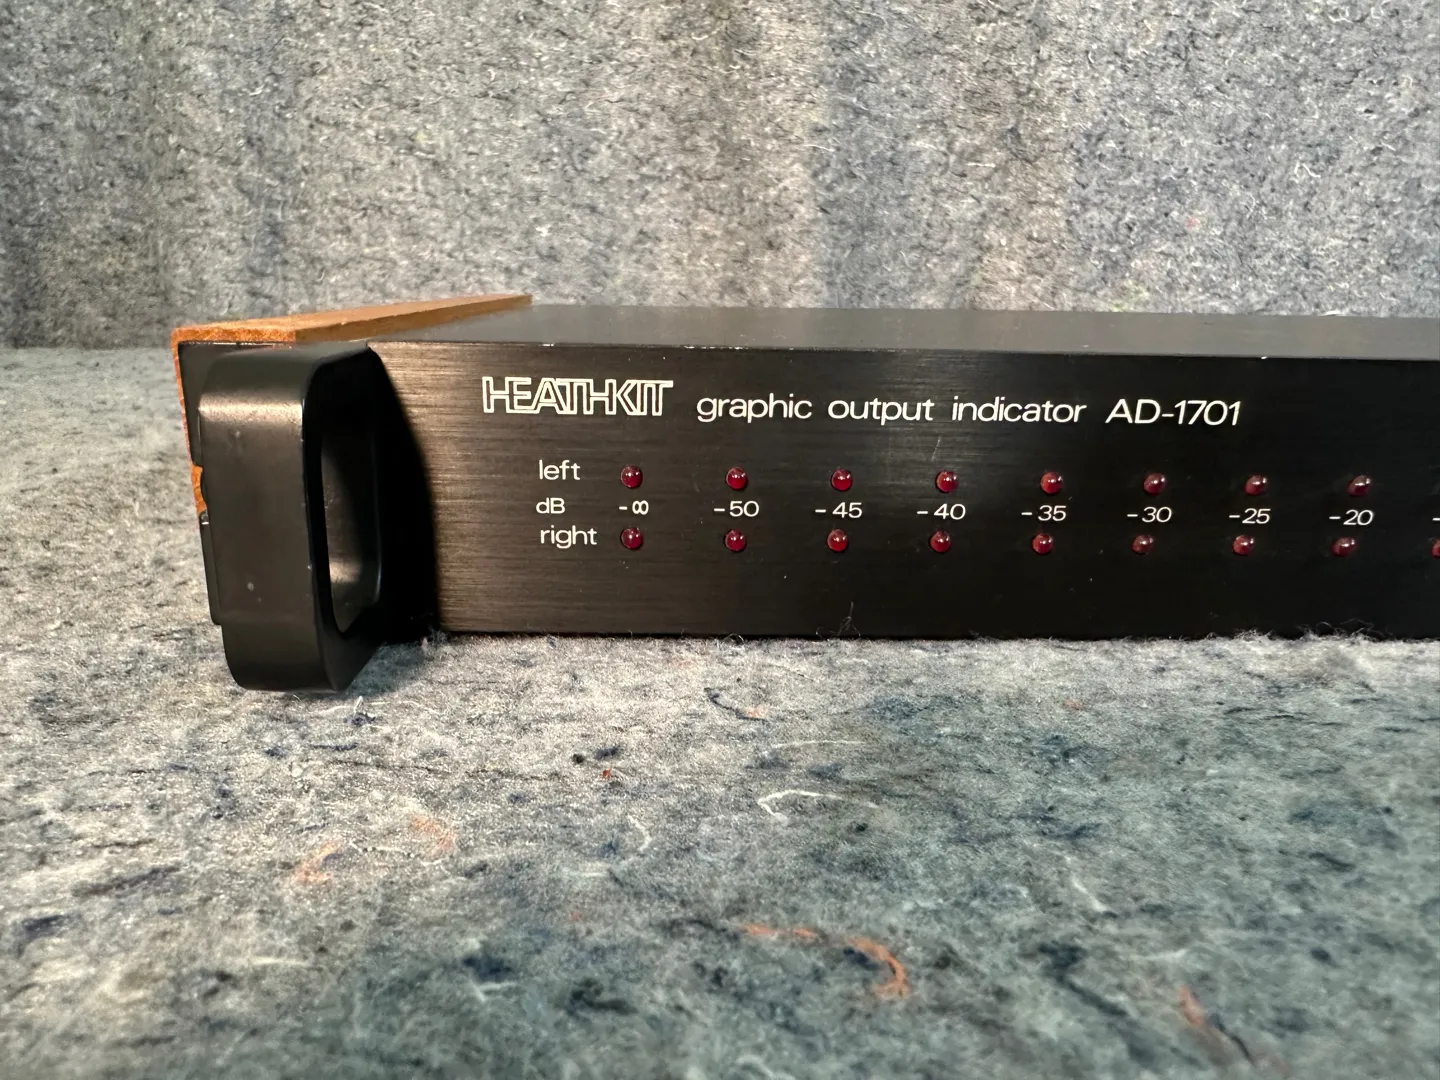 HEATHKIT graphic output indicator AD-1701
left
dB -∞ -50 -45 -40 -35 -30 -25 -20 -
right